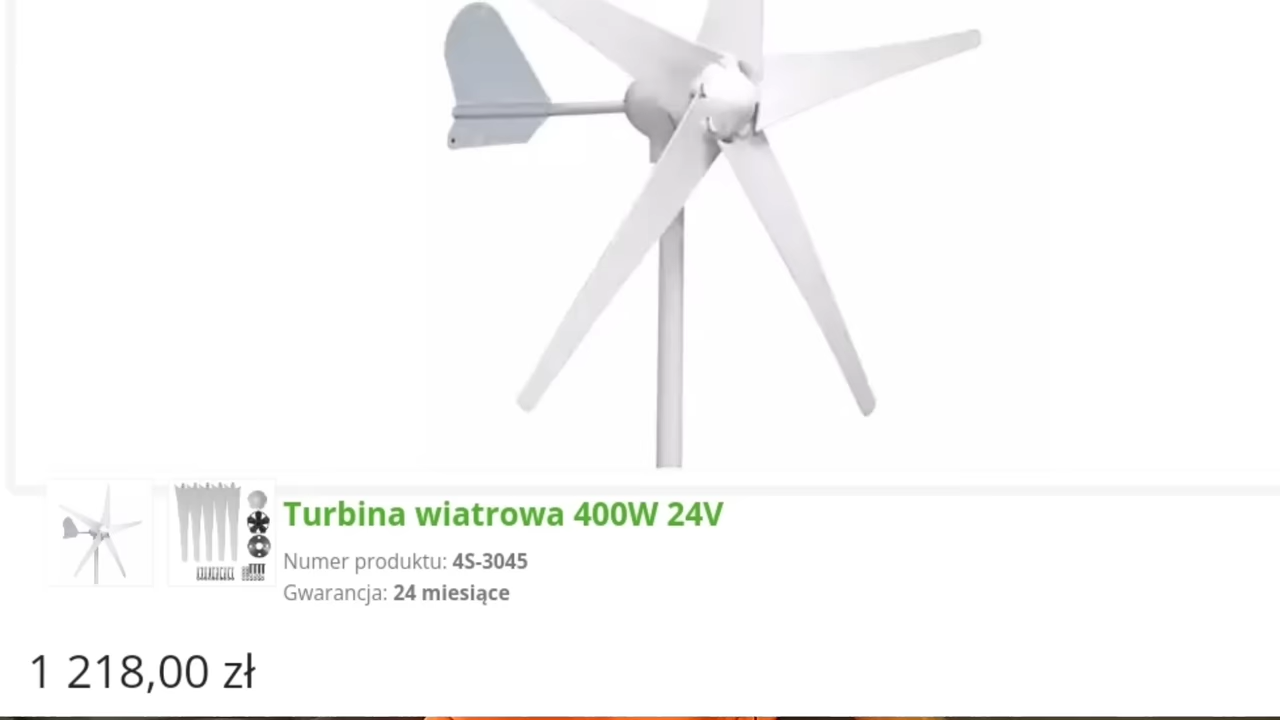 Turbina wiatrowa 400W 24V
Numer produktu: 4S-3045
Gwarancja: 24 miesiące
1 218,00 zł